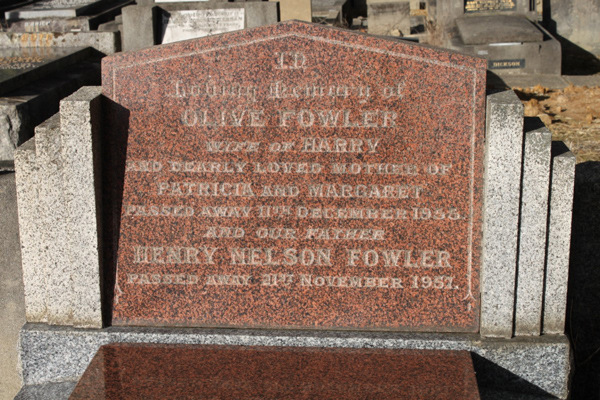 In
Loving Memory of
OLIVE FOWLER
WIFE OF HARRY
AND DEARLY LOVED MOTHER OF
PATRICIA AND MARGARET
PASSED AWAY 11TH DECEMBER 1955.
AND OUR FATHER
HENRY NELSON FOWLER
PASSED AWAY 21ST NOVEMBER 1957.
DICKSON